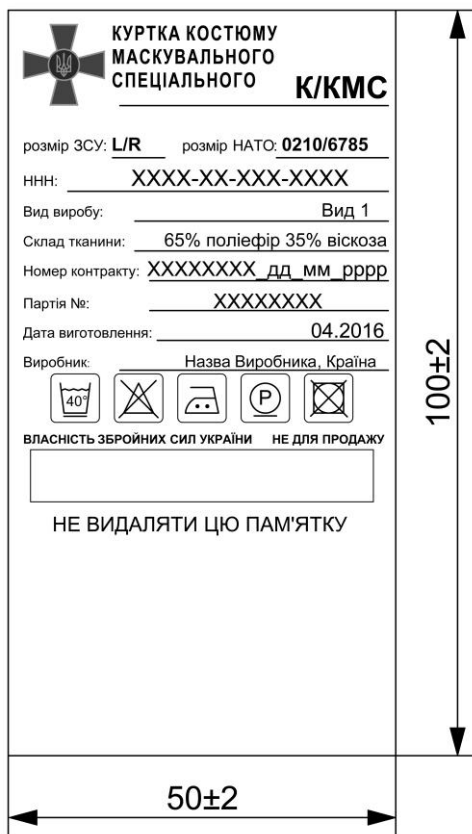 КУРТКА КОСТЮМУ
МАСКУВАЛЬНОГО
СПЕЦІАЛЬНОГО К/КМС
розмір ЗСУ: L/R розмір НАТО: 0210/6785
ННН: XXXX-XX-XXX-XXXX
Вид виробу: Вид 1
Склад тканини: 65% поліефір 35% віскоза
Номер контракту: XXXXXXXX_дд_мм_рррр
Партія №: XXXXXXXX
Дата виготовлення: 04.2016
Виробник: Назва Виробника, Країна
40° P
ВЛАСНІСТЬ ЗБРОЙНИХ СИЛ УКРАЇНИ НЕ ДЛЯ ПРОДАЖУ
НЕ ВИДАЛЯТИ ЦЮ ПАМ'ЯТКУ
100±2
50±2